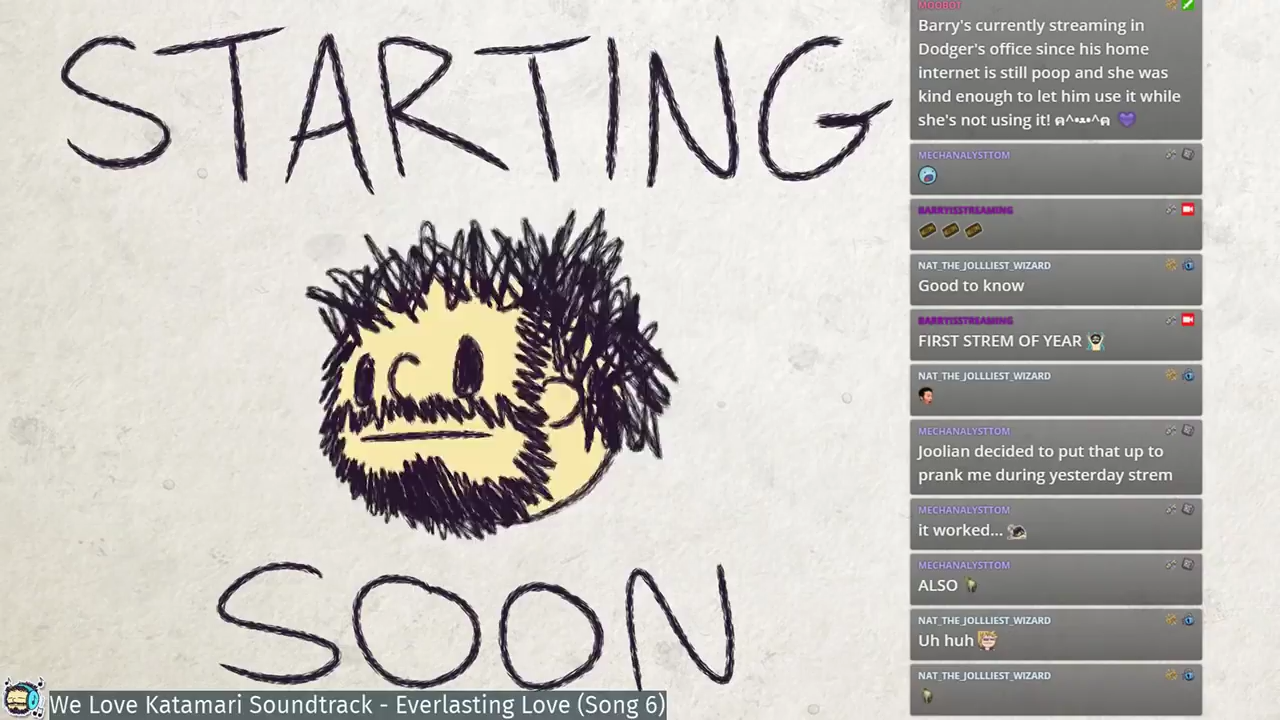 STARTING
SOON
We Love Katamari Soundtrack - Everlasting Love (Song 6)
MOOBOT
Barry's currently streaming in
Dodger's office since his home
internet is still poop and she was
kind enough to let him use it while
she's not using it! ฅ^•ﻌ•^ฅ 💜
MECHANALYSTTOM
BARRYISSTREAMING
NAT_THE_JOLLLIEST_WIZARD
Good to know
BARRYISSTREAMING
FIRST STREM OF YEAR
NAT_THE_JOLLLIEST_WIZARD
MECHANALYSTTOM
Joolian decided to put that up to
prank me during yesterday strem
MECHANALYSTTOM
it worked...
MECHANALYSTTOM
ALSO
NAT_THE_JOLLLIEST_WIZARD
Uh huh
NAT_THE_JOLLLIEST_WIZARD